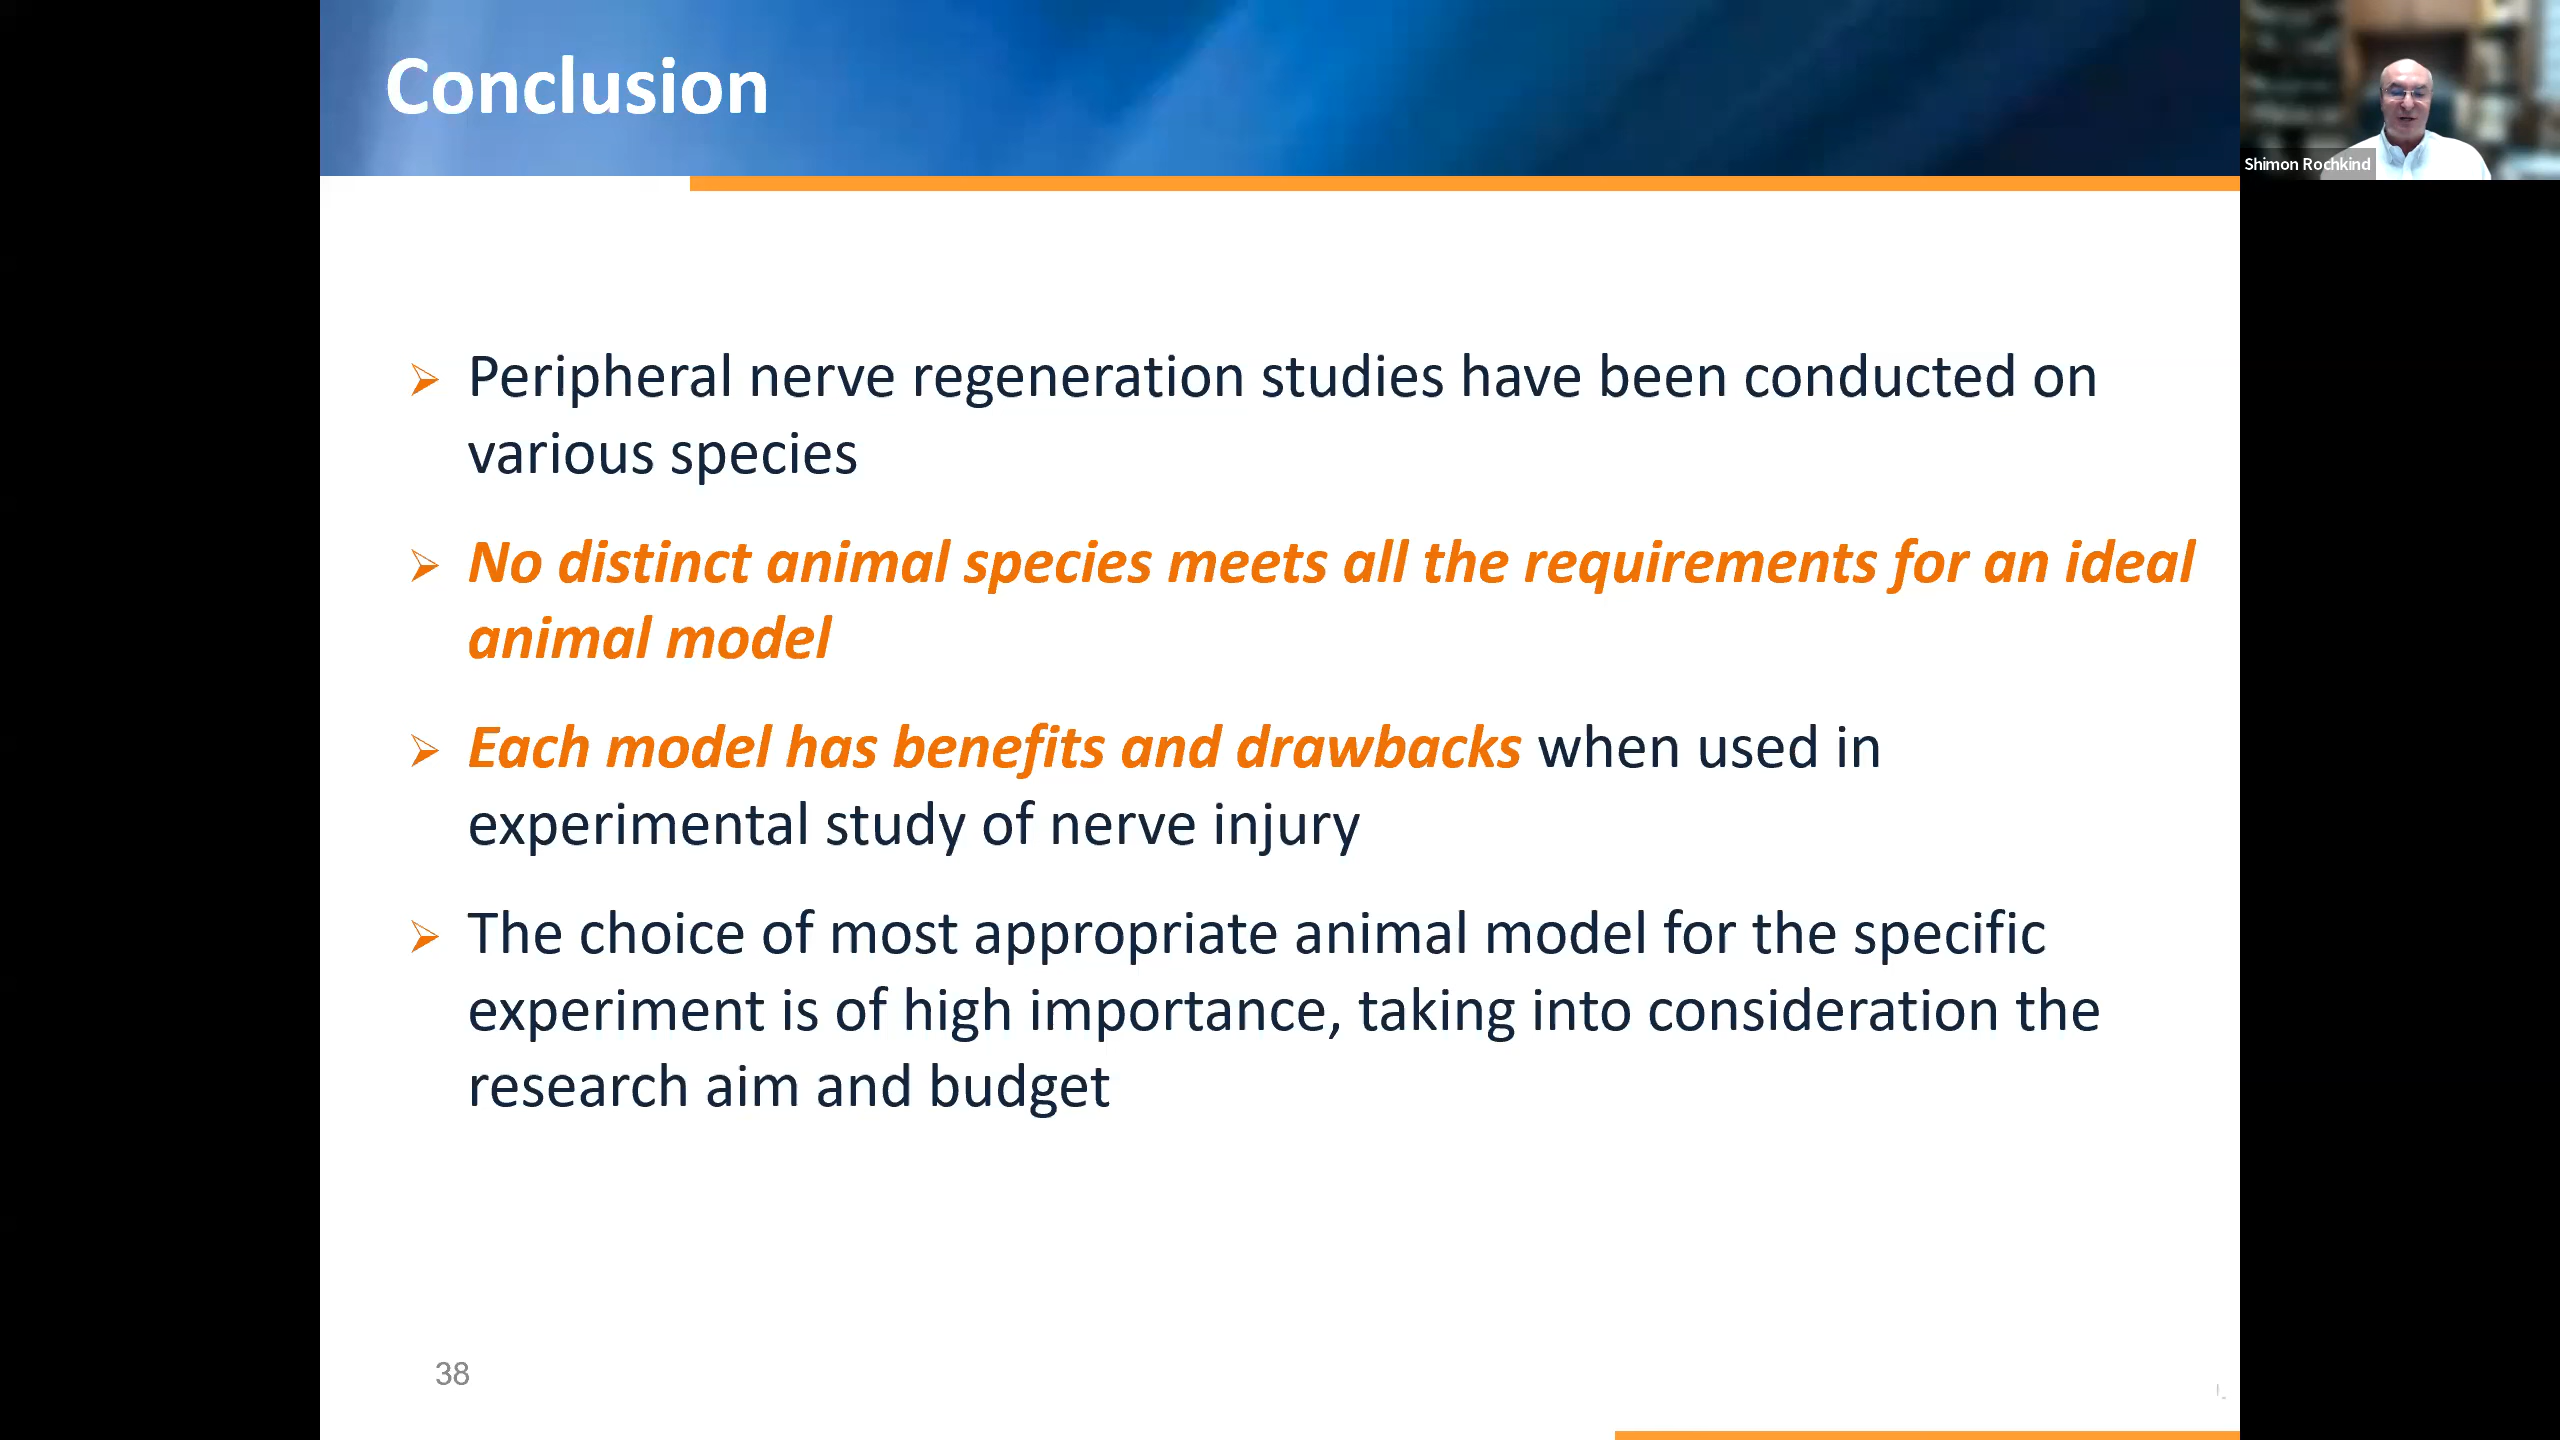 Conclusion
Shimon Rochkind
Peripheral nerve regeneration studies have been conducted on
various species
No distinct animal species meets all the requirements for an ideal
animal model
Each model has benefits and drawbacks when used in
experimental study of nerve injury
The choice of most appropriate animal model for the specific
experiment is of high importance, taking into consideration the
research aim and budget
38